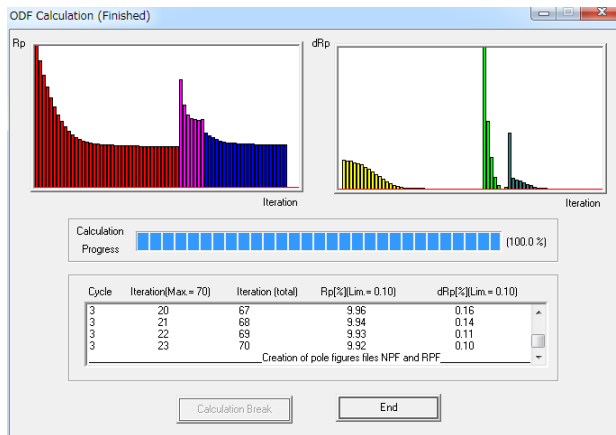 ODF Calculation (Finished)
Rp
dRp
Iteration
Iteration
Calculation
Progress
(100.0 %)
Cycle Iteration(Max.= 70) Iteration (total) Rp[%](Lim.= 0.10) dRp[%](Lim.= 0.10)
3 20 67 9.96 0.16
3 21 68 9.94 0.14
3 22 69 9.93 0.11
3 23 70 9.92 0.10
Creation of pole figures files NPF and RPF
Calculation Break
End